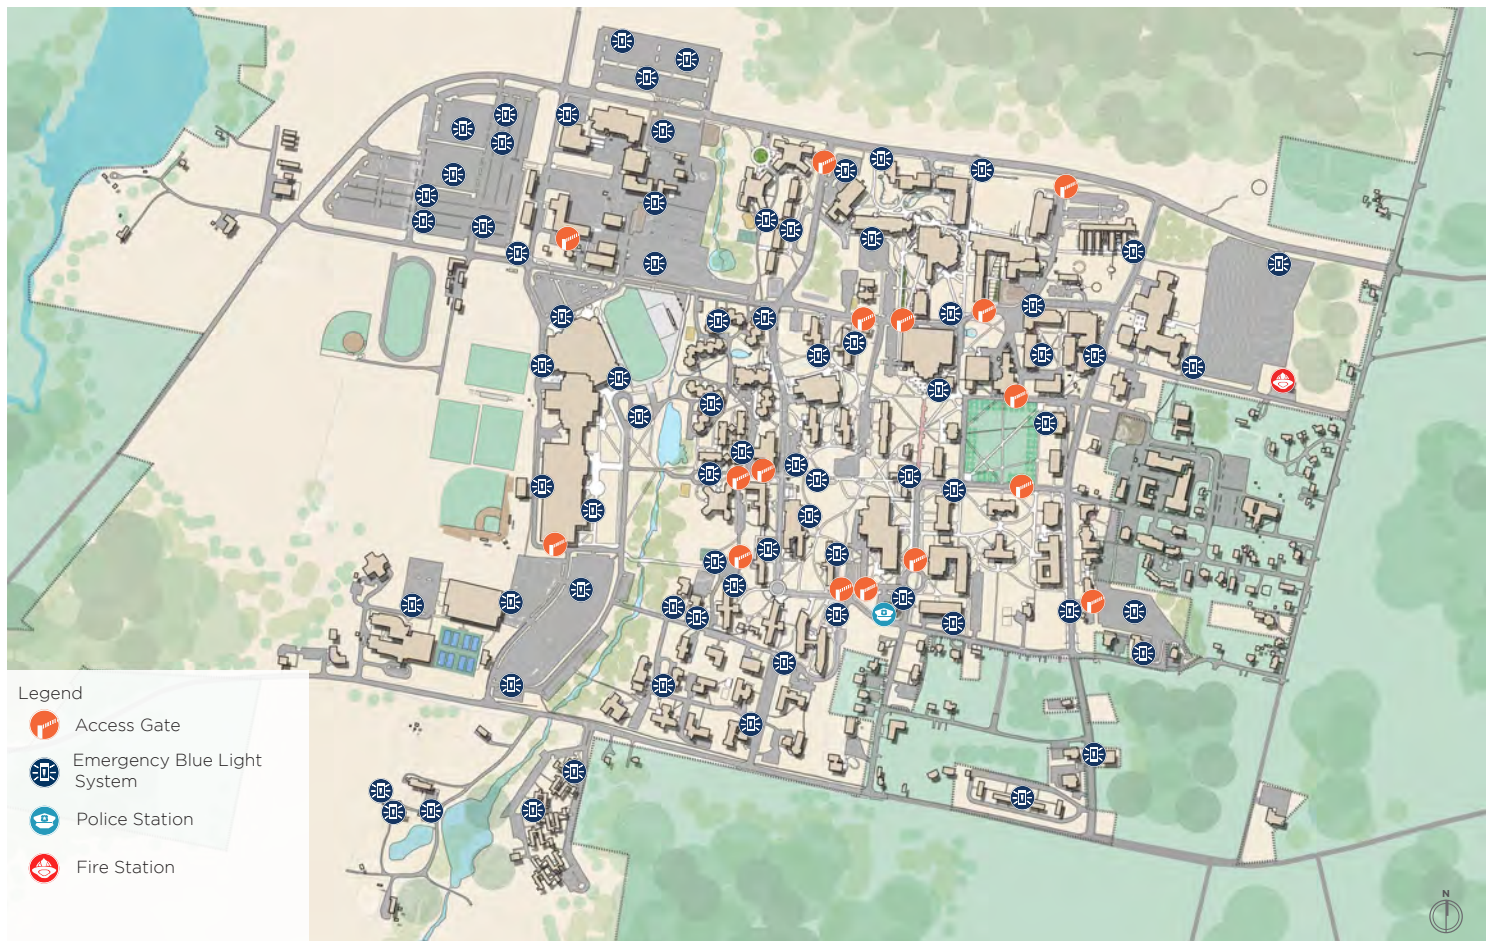 Legend
Access Gate
Emergency Blue Light
System
Police Station
Fire Station
N